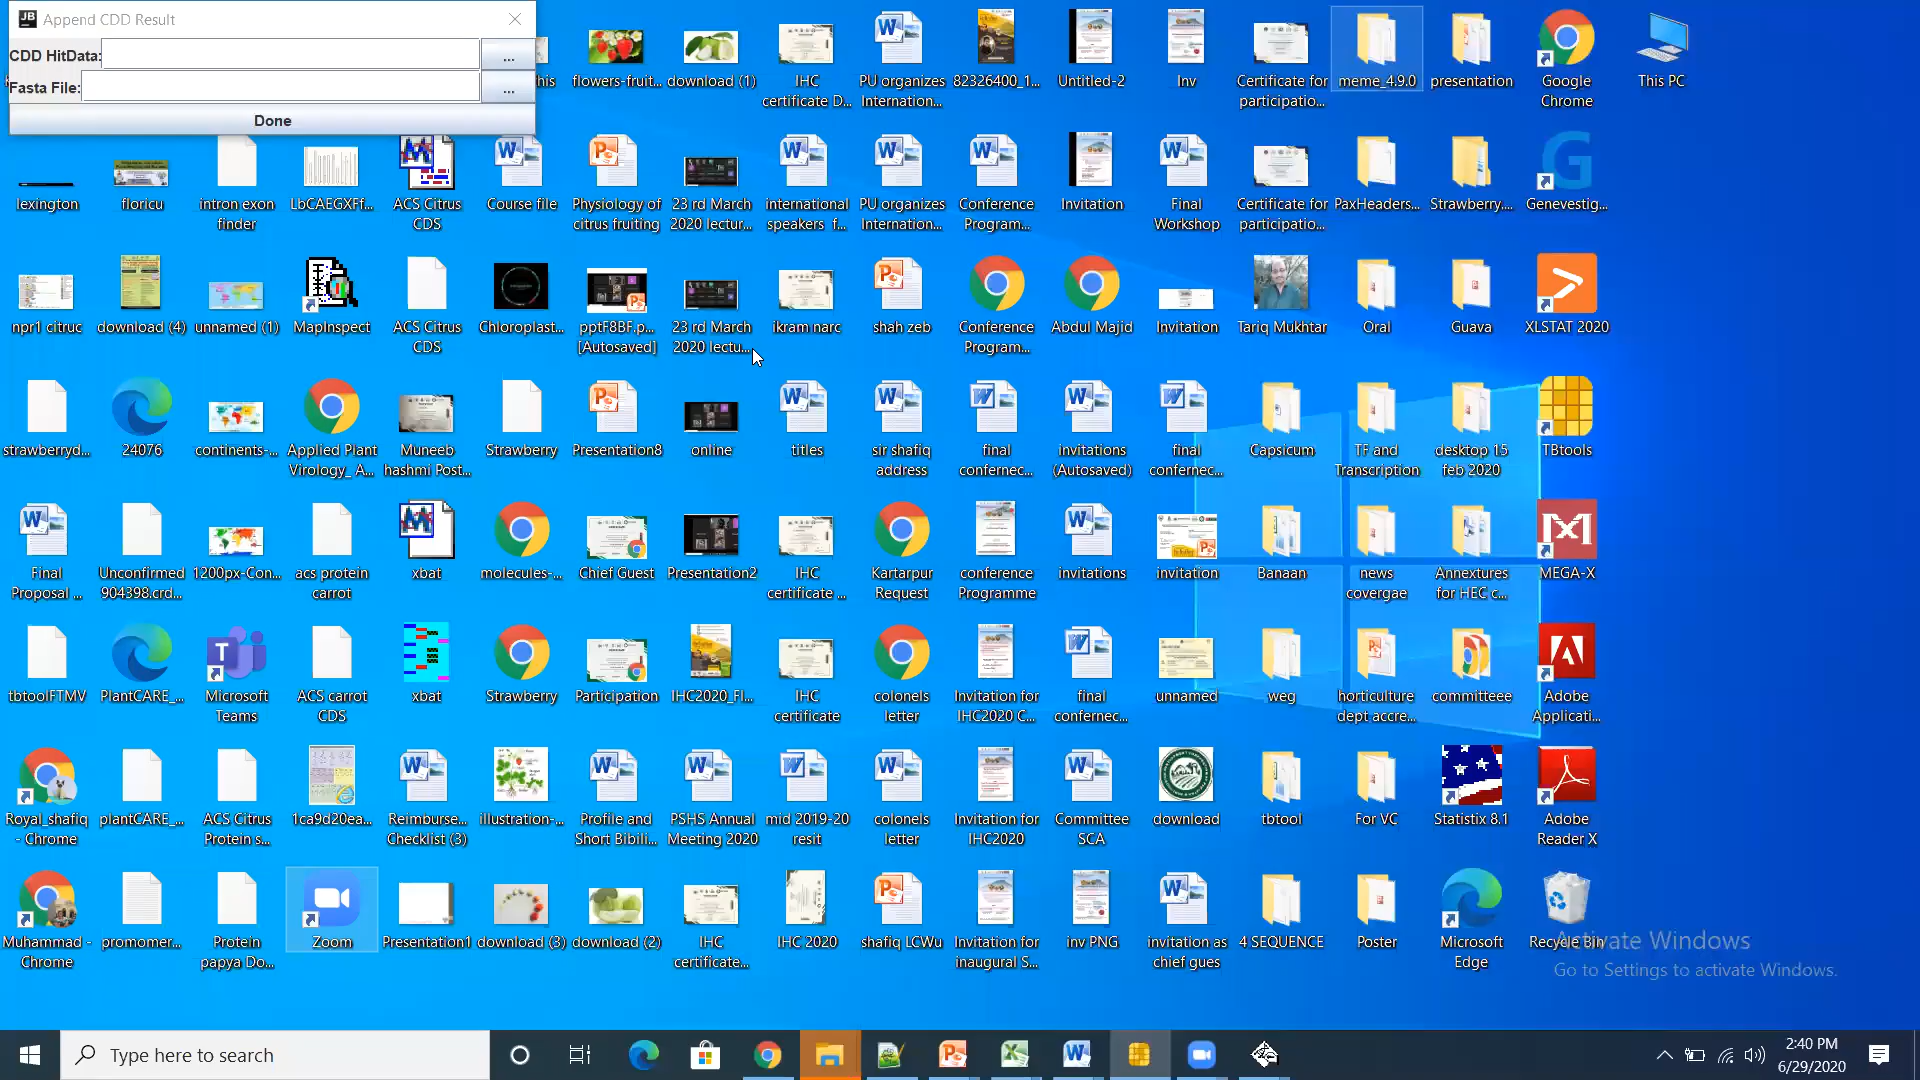 Append CDD Result
CDD HitData:
...
Fasta File:
...
Done
his
flowers-fruit...
download (1)
IHC
certificate D...
PU organizes
Internation...
82326400_1...
Untitled-2
Inv
Certificate for
participatio...
meme_4.9.0
presentation
Google
Chrome
This PC
lexington
floricu
intron exon
finder
LbCAEGXFf...
ACS Citrus
CDS
Course file
Physiology of
citrus fruiting
23 rd March
2020 lectur...
international
speakers f...
PU organizes
Internation...
Conference
Program...
Invitation
Final
Workshop
Certificate for
participatio...
PaxHeaders...
Strawberry....
Genevestig...
npr1 citruc
download (4)
unnamed (1)
MapInspect
ACS Citrus
CDS
Chloroplast...
pptF8BF.p...
[Autosaved]
23 rd March
2020 lectu...
ikram narc
shah zeb
Conference
Program...
Abdul Majid
Invitation
Tariq Mukhtar
Oral
Guava
XLSTAT 2020
strawberryd...
24076
continents-...
Applied Plant
Virology_ A...
Muneeb
hashmi Post...
Strawberry
Presentation8
online
titles
sir shafiq
address
final
confernec...
invitations
(Autosaved)
final
confernec...
Capsicum
TF and
Transcription
desktop 15
feb 2020
TBtools
Final
Proposal ...
Unconfirmed
904398.crd...
1200px-Con...
acs protein
carrot
xbat
molecules-...
Chief Guest
Presentation2
IHC
certificate ...
Kartarpur
Request
conference
Programme
invitations
invitation
Banaan
news
covergae
Annextures
for HEC c...
MEGA-X
tbtoolFTMV
PlantCARE_...
Microsoft
Teams
ACS carrot
CDS
xbat
Strawberry
Participation
IHC2020_Fl...
IHC
certificate
colonels
letter
Invitation for
IHC2020 C...
final
confernec...
unnamed
weg
horticulture
dept accre...
committeee
Adobe
Applicati...
Royal_shafiq
- Chrome
plantCARE_...
ACS Citrus
Protein s...
1ca9d20ea...
Reimburse...
Checklist (3)
illustration-...
Profile and
Short Bibili...
PSHS Annual
Meeting 2020
mid 2019-20
resit
colonels
letter
Invitation for
IHC2020
Committee
SCA
download
tbtool
For VC
Statistix 8.1
Adobe
Reader X
Muhammad -
Chrome
promomer...
Protein
papya Do...
Zoom
Presentation1
download (3)
download (2)
IHC
certificate...
IHC 2020
shafiq LCWu
Invitation for
inaugural S...
inv PNG
invitation as
chief gues
4 SEQUENCE
Poster
Microsoft
Edge
Recycle Bin
Activate Windows
Go to Settings to activate Windows.
Type here to search
2:40 PM
6/29/2020